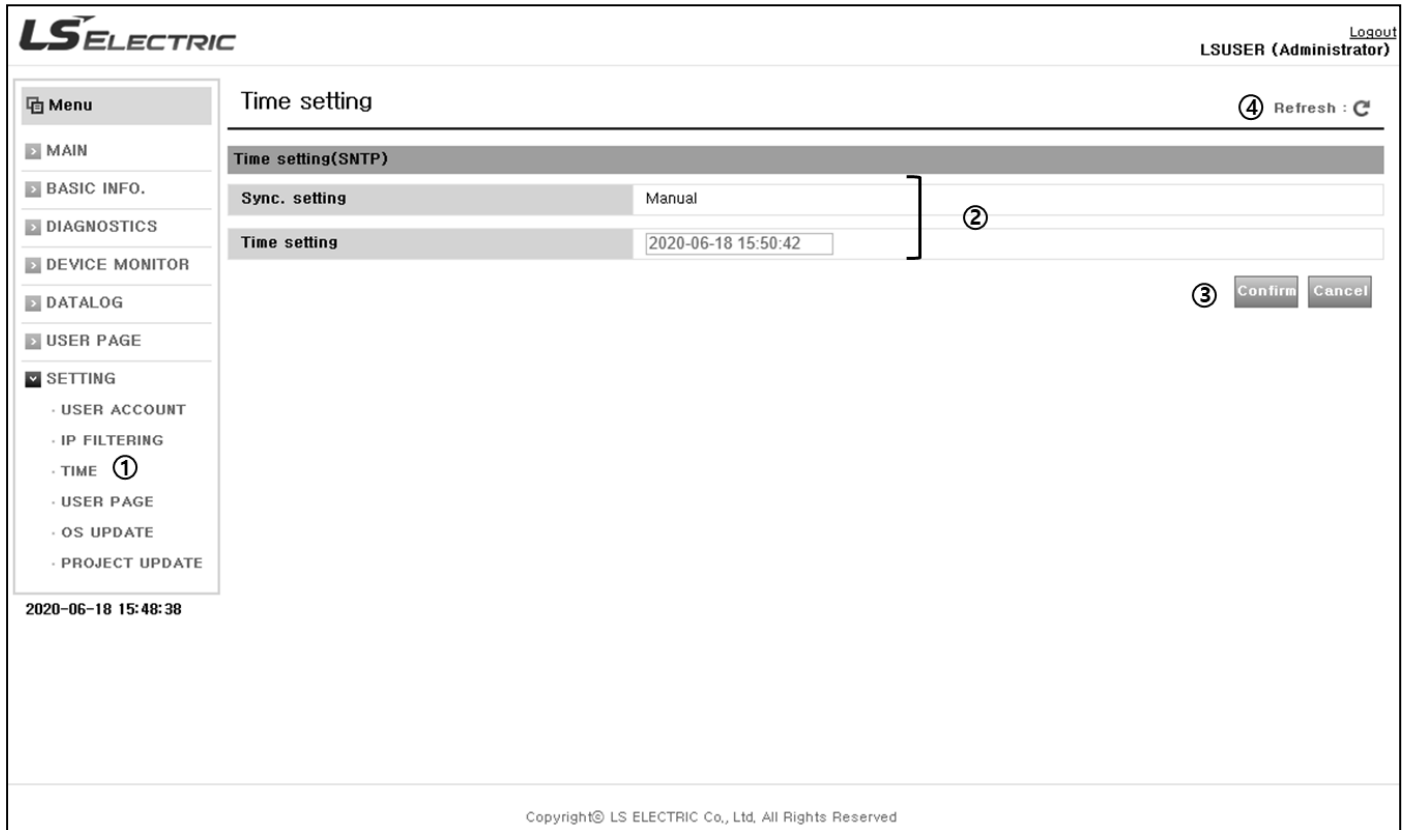 LS ELECTRIC
Logout
LSUSER (Administrator)
Menu
MAIN
BASIC INFO.
DIAGNOSTICS
DEVICE MONITOR
DATALOG
USER PAGE
SETTING
· USER ACCOUNT
· IP FILTERING
· TIME ①
· USER PAGE
· OS UPDATE
· PROJECT UPDATE
2020-06-18 15:48:38
Time setting
④ Refresh :
Time setting(SNTP)
Sync. setting Manual
②
Time setting 2020-06-18 15:50:42
③ Confirm Cancel
Copyrightⓒ LS ELECTRIC Co., Ltd, All Rights Reserved